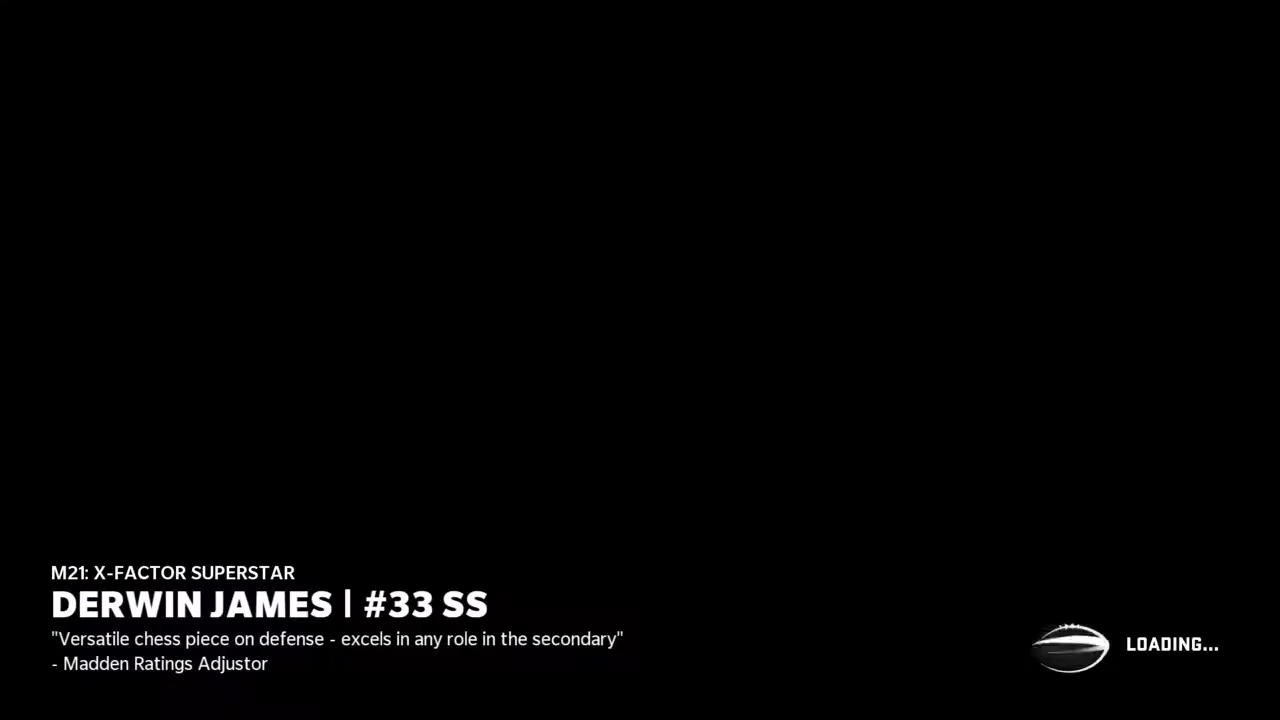 M21: X-FACTOR SUPERSTAR
DERWIN JAMES | #33 SS
"Versatile chess piece on defense - excels in any role in the secondary"
- Madden Ratings Adjustor
LOADING...